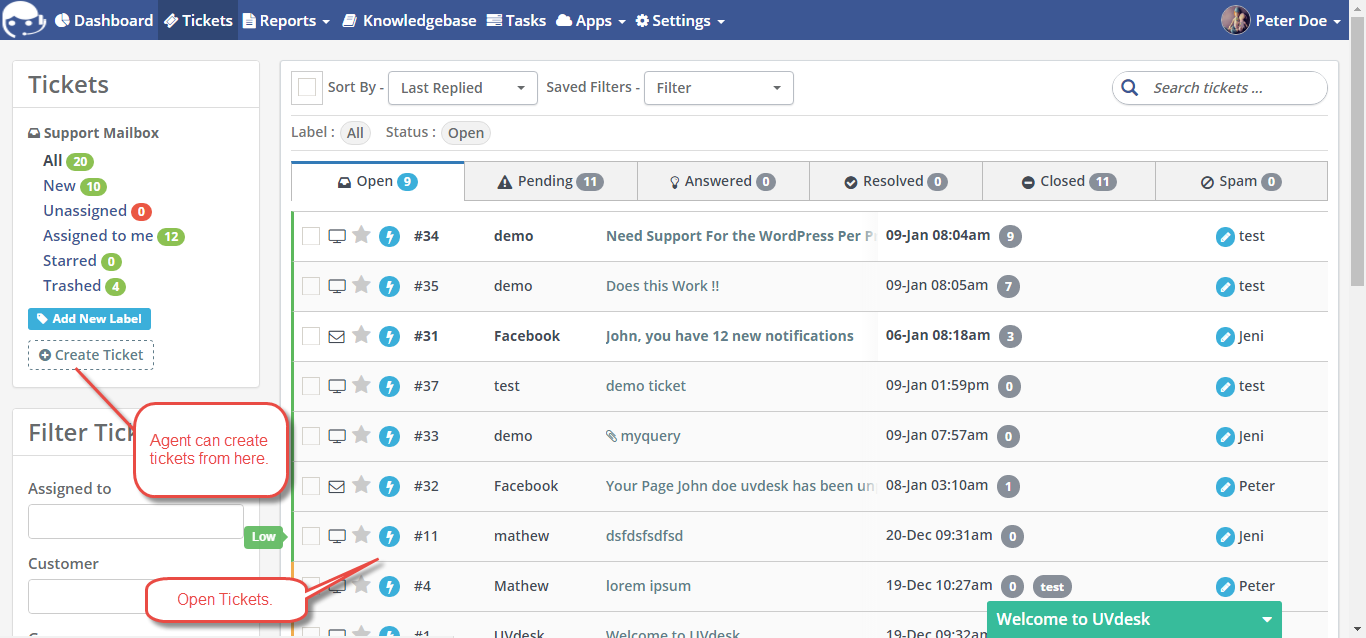 Dashboard Tickets Reports Knowledgebase Tasks Apps Settings Peter Doe
Tickets
Support Mailbox
All 20
New 10
Unassigned 0
Assigned to me 12
Starred 0
Trashed 4
Add New Label
Create Ticket
Agent can create
tickets from here.
Filter Tick
Assigned to
Low
Customer
Open Tickets.
Sort By - Last Replied Saved Filters - Filter Search tickets ...
Label : All Status : Open
Open 9 Pending 11 Answered 0 Resolved 0 Closed 11 Spam 0
#34 demo Need Support For the WordPress Per P 09-Jan 08:04am 9 test
#35 demo Does this Work !! 09-Jan 08:05am 7 test
#31 Facebook John, you have 12 new notifications 06-Jan 08:18am 3 Jeni
#37 test demo ticket 09-Jan 01:59pm 0 test
#33 demo myquery 09-Jan 07:57am 0 Jeni
#32 Facebook Your Page John doe uvdesk has been un 08-Jan 03:10am 1 Peter
#11 mathew dsfdsfsdfsd 20-Dec 09:31am 0 Jeni
#4 Mathew lorem ipsum 19-Dec 10:27am 0 test Peter
#1 UVdesk Welcome to UVdesk 19-Dec 09:32am
Welcome to UVdesk